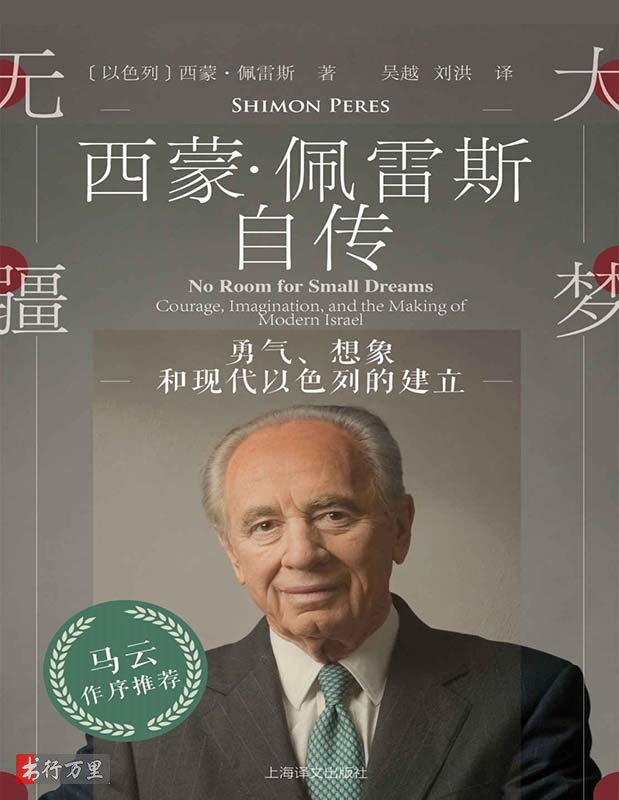 〔以色列〕西蒙·佩雷斯 著 吴越 刘洪 译
SHIMON PERES
大梦
无疆
西蒙·佩雷斯
自传
No Room for Small Dreams
Courage, Imagination, and the Making of
Modern Israel
勇气、想象
和现代以色列的建立
马云
作序推荐
书行万里
上海译文出版社